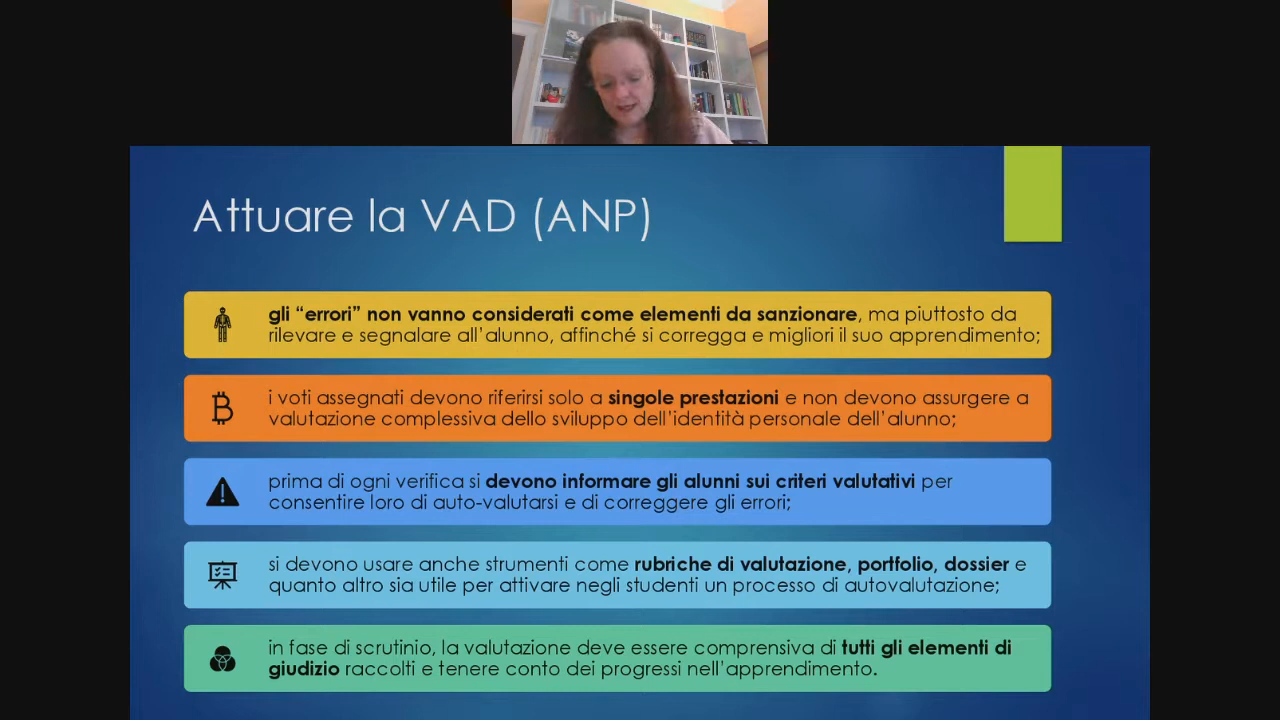 Attuare la VAD (ANP)
gli “errori” non vanno considerati come elementi da sanzionare, ma piuttosto da
rilevare e segnalare all’alunno, affinché si corregga e migliori il suo apprendimento;
i voti assegnati devono riferirsi solo a singole prestazioni e non devono assurgere a
valutazione complessiva dello sviluppo dell’identità personale dell’alunno;
prima di ogni verifica si devono informare gli alunni sui criteri valutativi per
consentire loro di auto-valutarsi e di correggere gli errori;
si devono usare anche strumenti come rubriche di valutazione, portfolio, dossier e
quanto altro sia utile per attivare negli studenti un processo di autovalutazione;
in fase di scrutinio, la valutazione deve essere comprensiva di tutti gli elementi di
giudizio raccolti e tenere conto dei progressi nell’apprendimento.